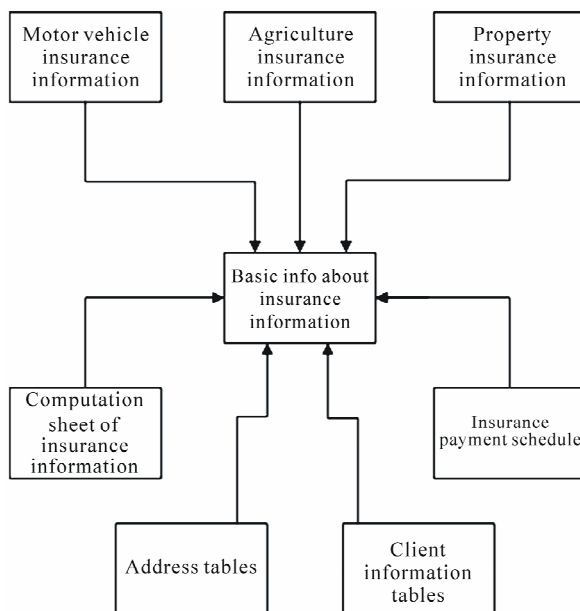 Motor vehicle
insurance
information
Agriculture
insurance
information
Property
insurance
information
Basic info about
insurance
information
Computation
sheet of
insurance
information
Insurance
payment schedule
Address tables
Client
information
tables